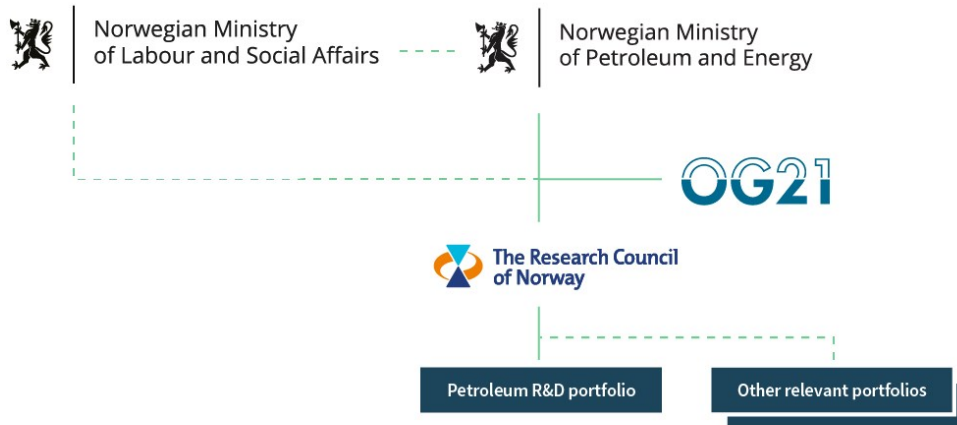 Norwegian Ministry
of Labour and Social Affairs
Norwegian Ministry
of Petroleum and Energy
OG21
The Research Council
of Norway
Petroleum R&D portfolio
Other relevant portfolios